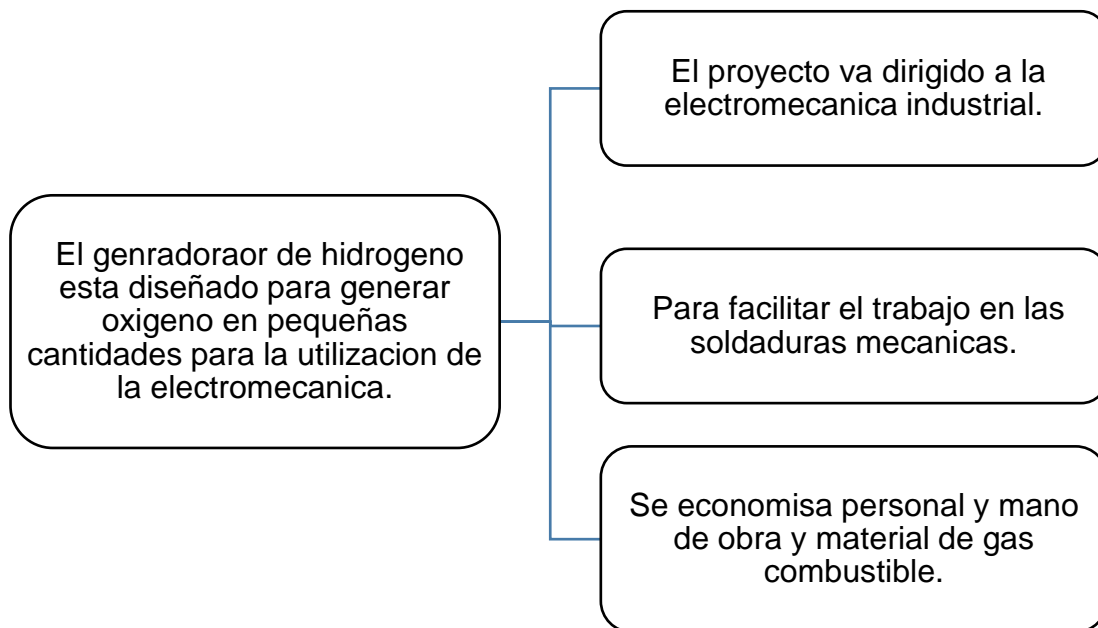 El genradoraor de hidrogeno
esta diseñado para generar
oxigeno en pequeñas
cantidades para la utilizacion de
la electromecanica.
El proyecto va dirigido a la
electromecanica industrial.
Para facilitar el trabajo en las
soldaduras mecanicas.
Se economisa personal y mano
de obra y material de gas
combustible.